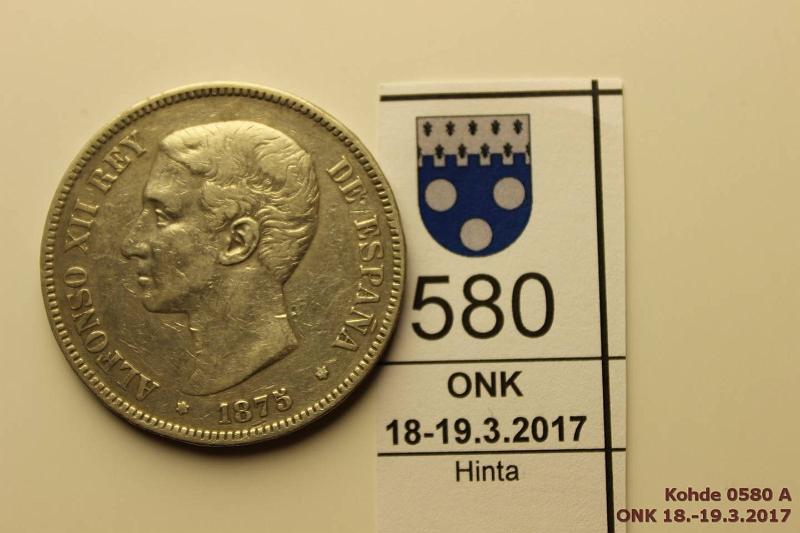 ALFONSO XII REY DE ESPAÑA
* 1875 *
580
ONK
18-19.3.2017
Hinta
Kohde 0580 A
ONK 18.-19.3.2017